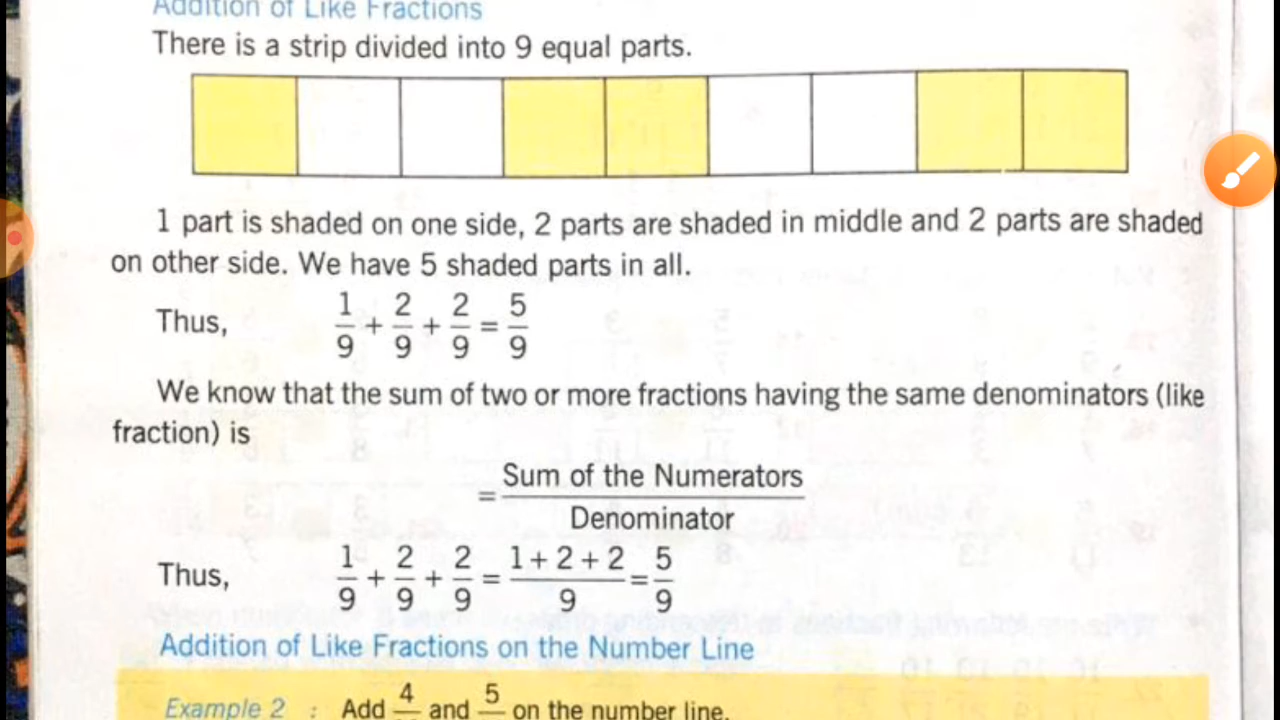 Addition of Like Fractions
There is a strip divided into 9 equal parts.
1 part is shaded on one side, 2 parts are shaded in middle and 2 parts are shaded
on other side. We have 5 shaded parts in all.
Thus, 1/9 + 2/9 + 2/9 = 5/9
We know that the sum of two or more fractions having the same denominators (like
fraction) is
= Sum of the Numerators / Denominator
Thus, 1/9 + 2/9 + 2/9 = 1+2+2/9 = 5/9
Addition of Like Fractions on the Number Line
Example 2 : Add 4 and 5 on the number line.